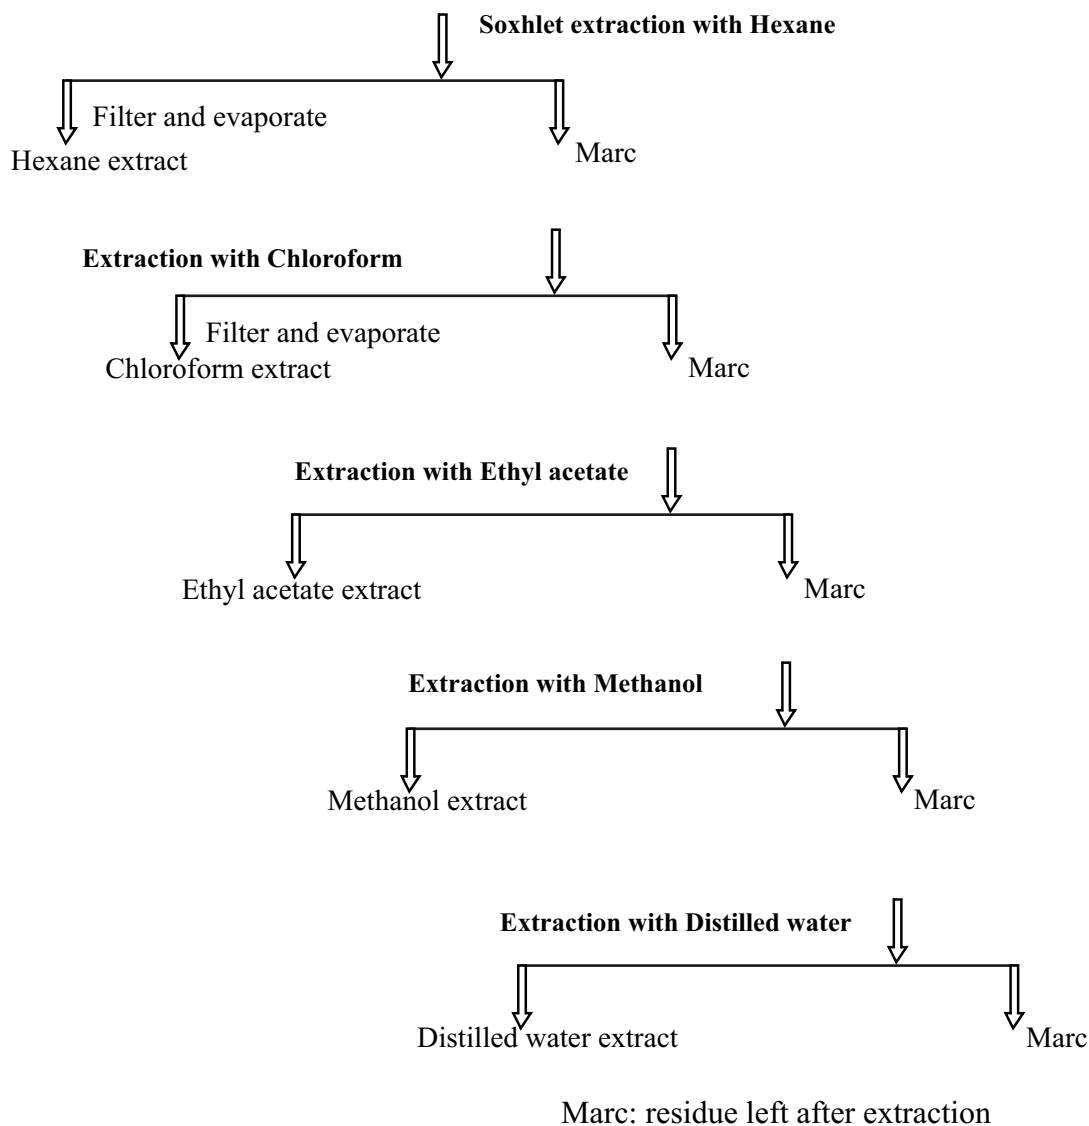 Soxhlet extraction with Hexane
Filter and evaporate
Hexane extract
Marc
Extraction with Chloroform
Filter and evaporate
Chloroform extract
Marc
Extraction with Ethyl acetate
Ethyl acetate extract
Marc
Extraction with Methanol
Methanol extract
Marc
Extraction with Distilled water
Distilled water extract
Marc
Marc: residue left after extraction